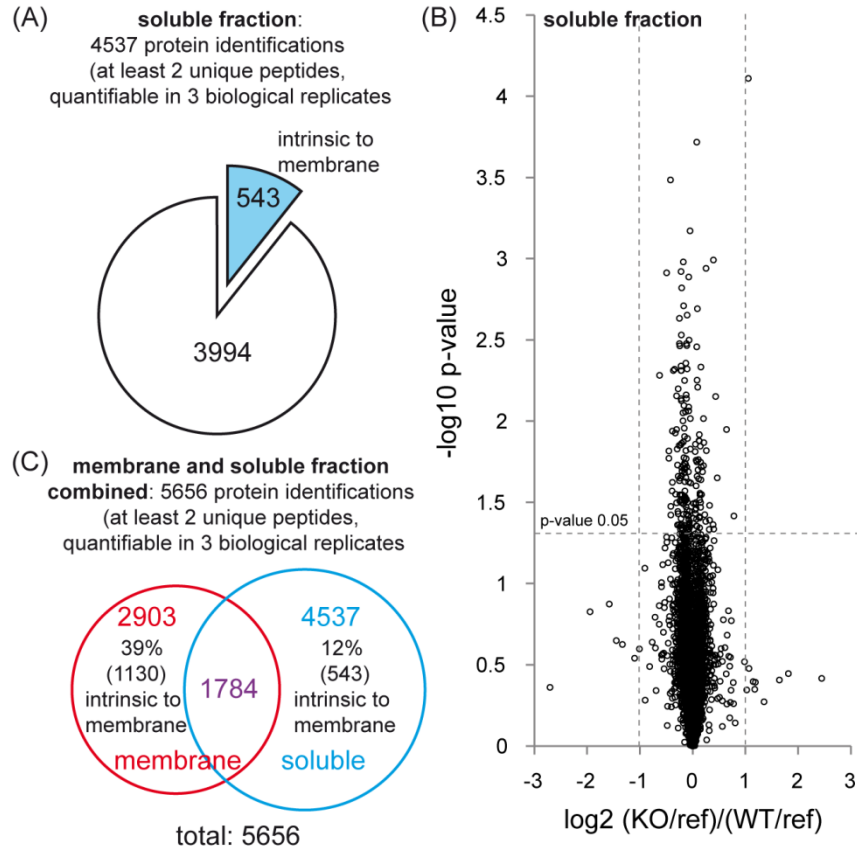 (A)
soluble fraction:
4537 protein identifications
(at least 2 unique peptides,
quantifiable in 3 biological replicates
intrinsic to
membrane
543
3994
(B)
soluble fraction
4.5
4
3.5
3
2.5
2
1.5
1
0.5
0
-log10 p-value
p-value 0.05
-3
-2
-1
0
1
2
3
log2 (KO/ref)/(WT/ref)
(C)
membrane and soluble fraction
combined: 5656 protein identifications
(at least 2 unique peptides,
quantifiable in 3 biological replicates
2903
39%
(1130)
intrinsic to
membrane
membrane
1784
4537
12%
(543)
intrinsic to
membrane
soluble
total: 5656